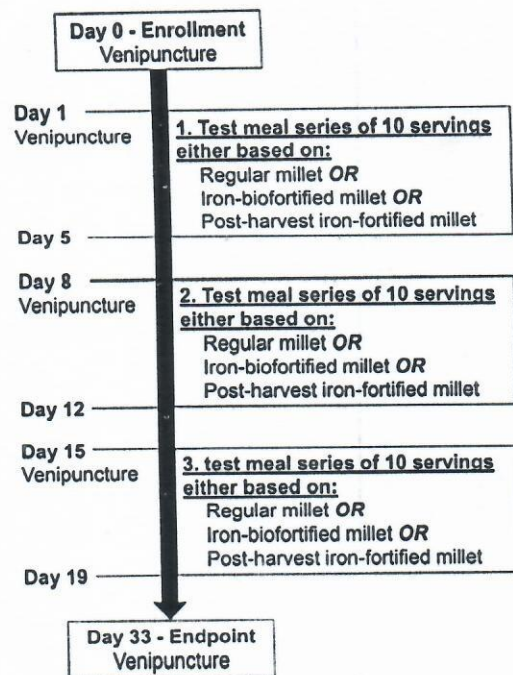 Day 0 - Enrollment
Venipuncture
Day 1
Venipuncture
1. Test meal series of 10 servings
either based on:
Regular millet OR
Iron-biofortified millet OR
Post-harvest iron-fortified millet
Day 5
Day 8
Venipuncture
2. Test meal series of 10 servings
either based on:
Regular millet OR
Iron-biofortified millet OR
Post-harvest iron-fortified millet
Day 12
Day 15
Venipuncture
3. test meal series of 10 servings
either based on:
Regular millet OR
Iron-biofortified millet OR
Post-harvest iron-fortified millet
Day 19
Day 33 - Endpoint
Venipuncture